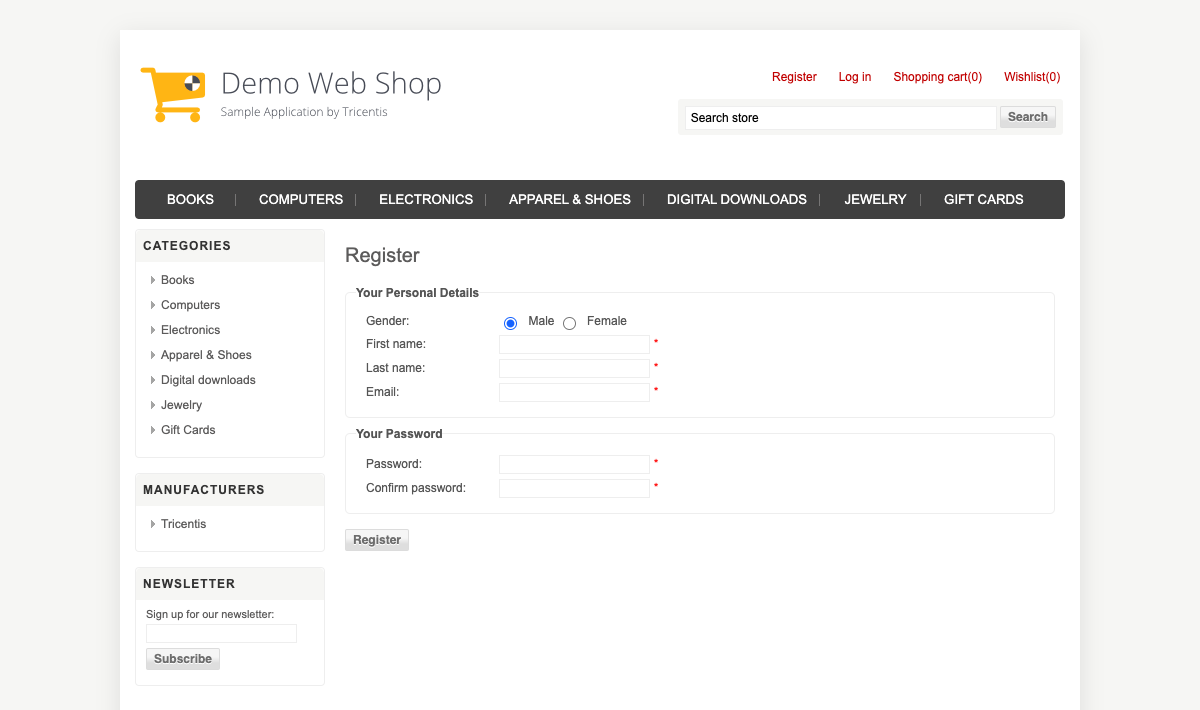 Demo Web Shop
Sample Application by Tricentis
Register Log in Shopping cart(0) Wishlist(0)
Search store Search
BOOKS COMPUTERS ELECTRONICS APPAREL & SHOES DIGITAL DOWNLOADS JEWELRY GIFT CARDS
CATEGORIES
Books
Computers
Electronics
Apparel & Shoes
Digital downloads
Jewelry
Gift Cards
MANUFACTURERS
Tricentis
NEWSLETTER
Sign up for our newsletter:
Subscribe
Register
Your Personal Details
Gender: Male Female
First name: *
Last name: *
Email: *
Your Password
Password: *
Confirm password: *
Register